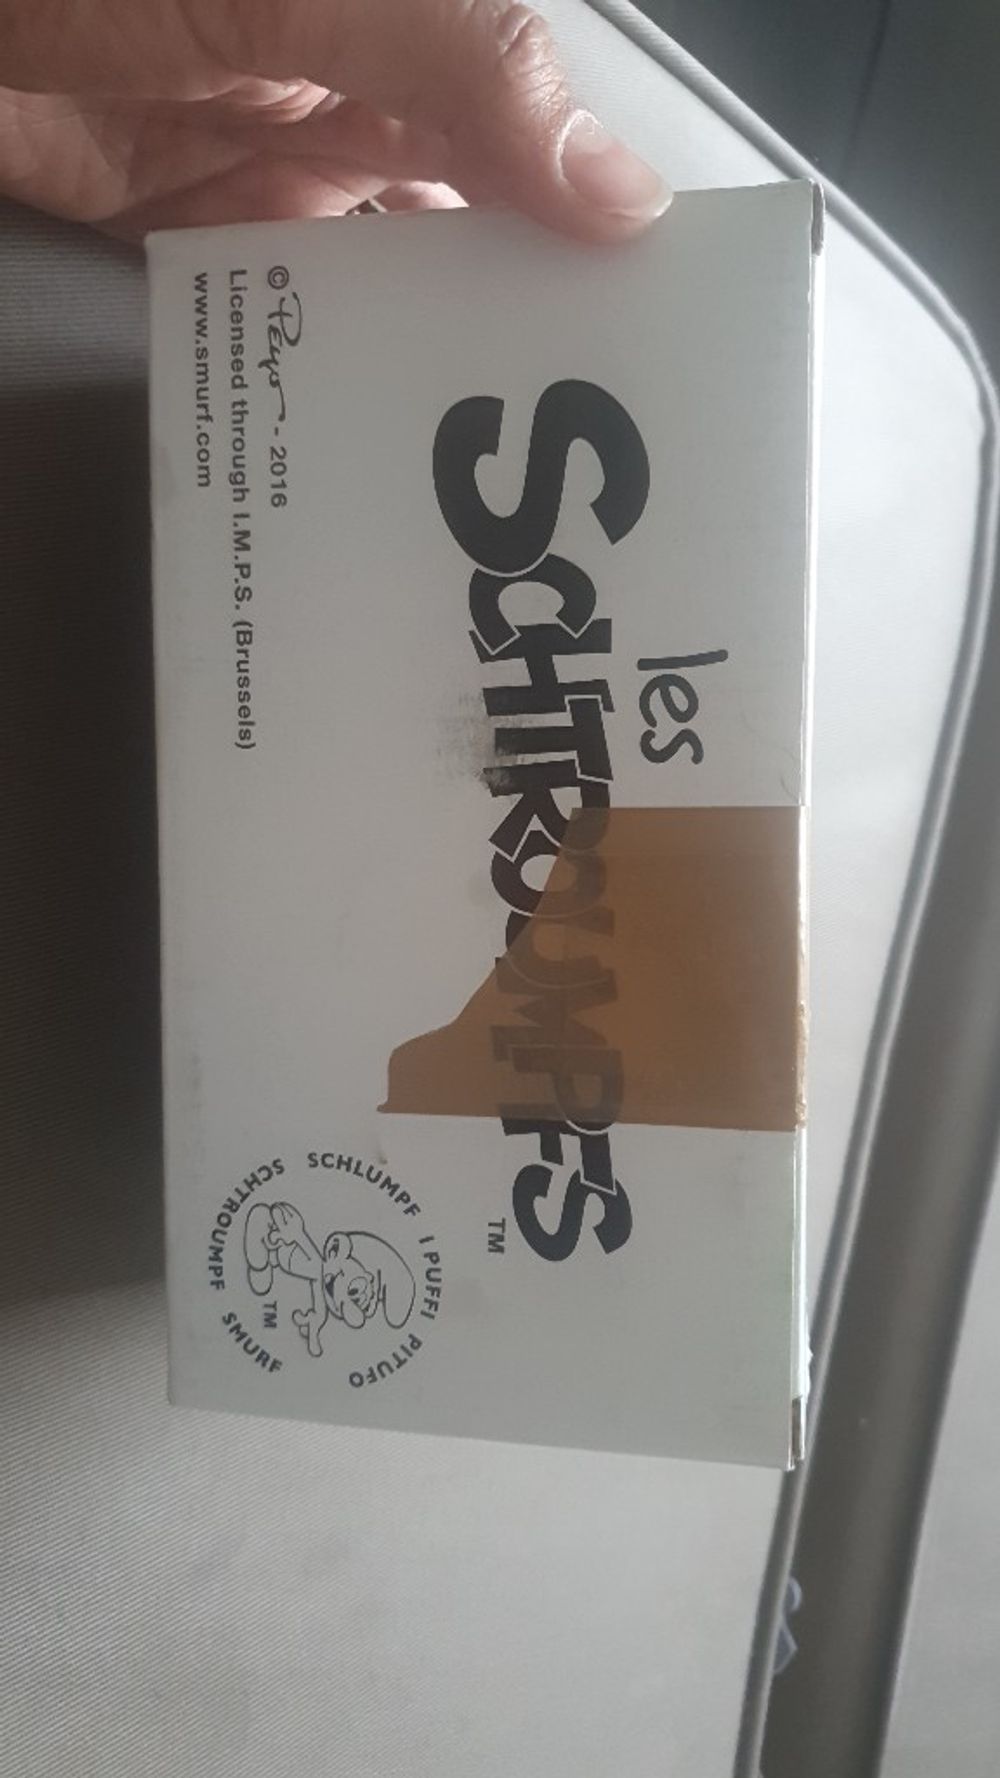 les
SCHTROUMPFS
TM
© Peyo - 2016
Licensed through I.M.P.S. (Brussels)
www.smurf.com
SCHTROUMPF SCHLUMPF I PUFFI PITUFO SMURF
TM